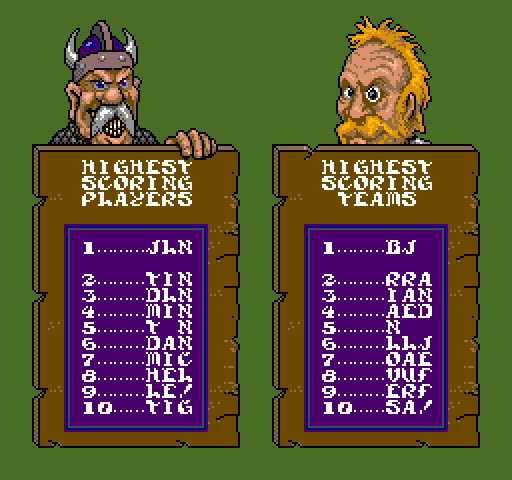 HIGHEST
SCORING
PLAYERS
1........JLN
2.......TIN
3.......DLN
4.......MIN
5.......T N
6.......DAN
7.......MIC
8.......HEL
9.......LE!
10.....TIG
HIGHEST
SCORING
TEAMS
1........BJ
2.......RRA
3.......IAN
4.......AED
5.......N
6.......LLJ
7.......OAE
8.......VUF
9.......ERF
10.....SA!